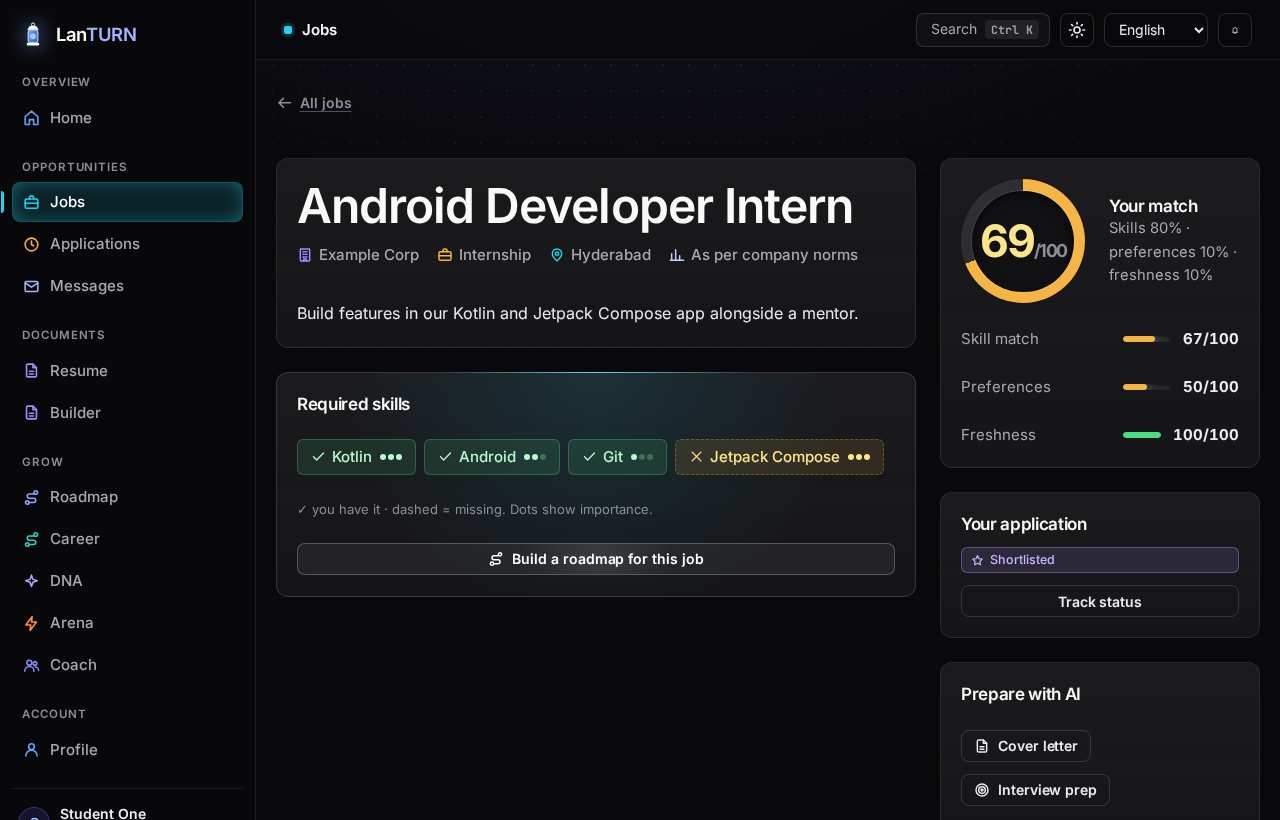 LanTURN
OVERVIEW
Home
OPPORTUNITIES
Jobs
Applications
Messages
DOCUMENTS
Resume
Builder
GROW
Roadmap
Career
DNA
Arena
Coach
ACCOUNT
Profile
Student One
Jobs
Search Ctrl K
English
All jobs
Android Developer Intern
Example Corp Internship Hyderabad As per company norms
Build features in our Kotlin and Jetpack Compose app alongside a mentor.
Required skills
Kotlin Android Git Jetpack Compose
✓ you have it · dashed = missing. Dots show importance.
Build a roadmap for this job
69/100
Your match
Skills 80% ·
preferences 10% ·
freshness 10%
Skill match 67/100
Preferences 50/100
Freshness 100/100
Your application
Shortlisted
Track status
Prepare with AI
Cover letter
Interview prep